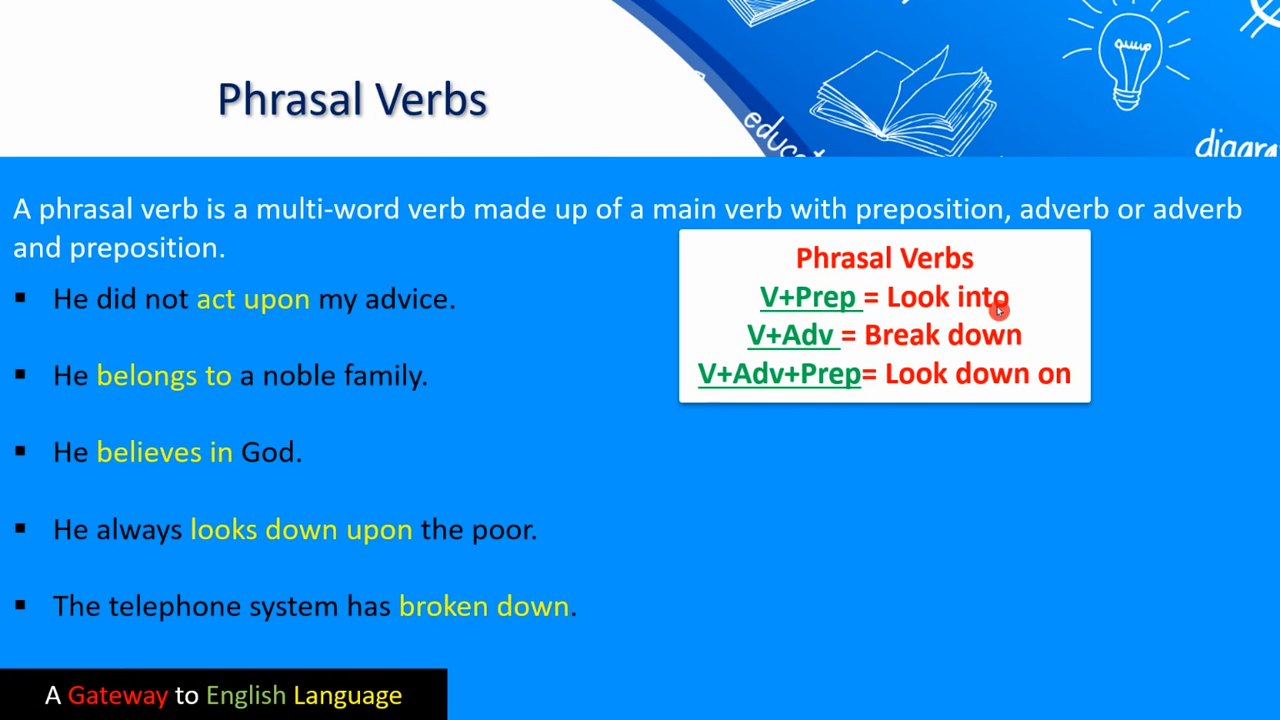 Phrasal Verbs
A phrasal verb is a multi-word verb made up of a main verb with preposition, adverb or adverb
and preposition.
Phrasal Verbs
V+Prep = Look into
V+Adv = Break down
V+Adv+Prep= Look down on
▪ He did not act upon my advice.
▪ He belongs to a noble family.
▪ He believes in God.
▪ He always looks down upon the poor.
▪ The telephone system has broken down.
A Gateway to English Language